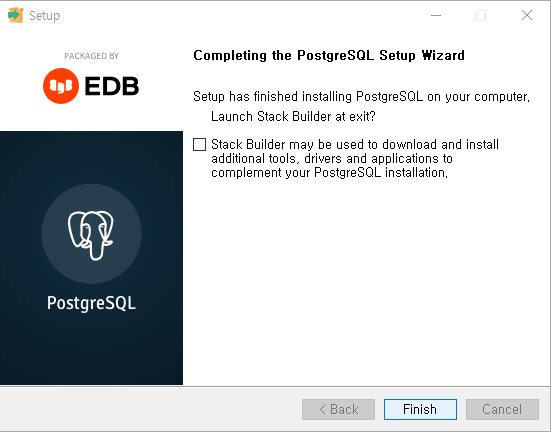 Setup
PACKAGED BY
EDB
PostgreSQL
Completing the PostgreSQL Setup Wizard
Setup has finished installing PostgreSQL on your computer.
Launch Stack Builder at exit?
Stack Builder may be used to download and install
additional tools, drivers and applications to
complement your PostgreSQL installation.
< Back
Finish
Cancel